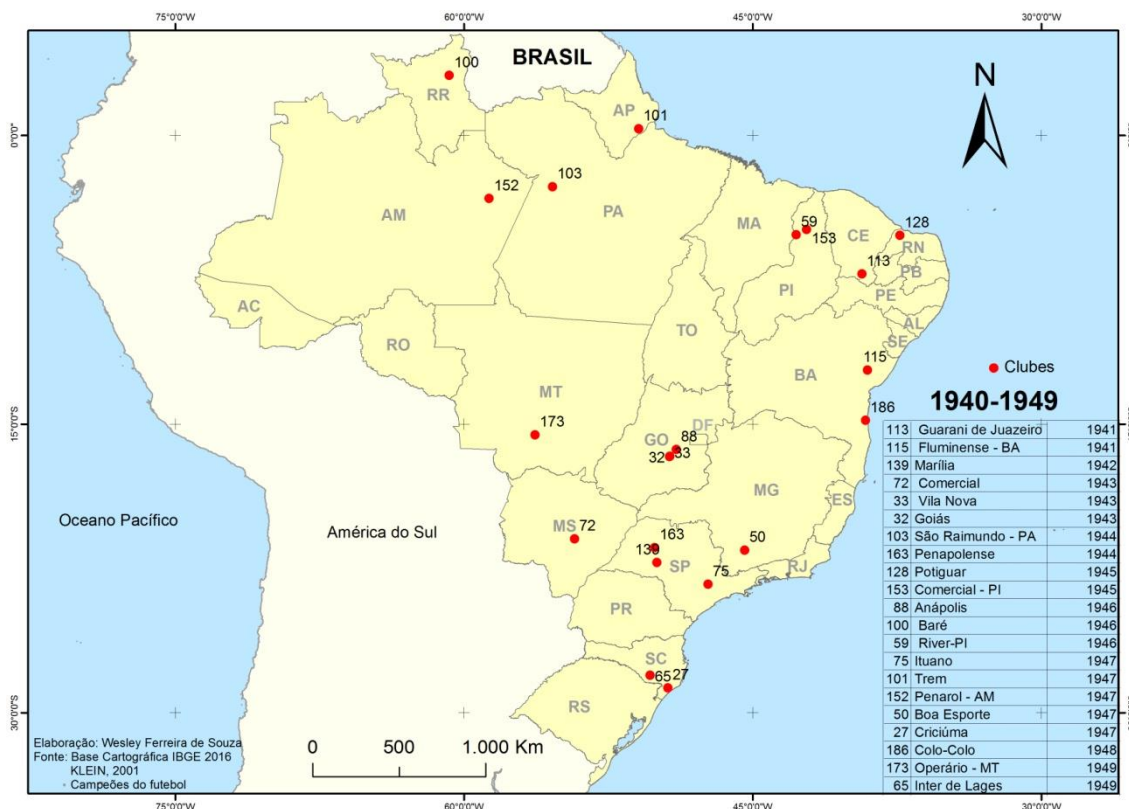 75°0'0"W 60°0'0"W 45°0'0"W 30°0'0"W
BRASIL
N
100
RR
AP
101
0°0'0"
103
152
AM
PA
MA
59
153
CE
128
RN
113
PB
PE
PI
AC
TO
AL
SE
RO
BA
115
Clubes
MT
1940-1949
186
173
DF
GO
88
32
33
113 Guarani de Juazeiro 1941
115 Fluminense - BA 1941
139 Marília 1942
72 Comercial 1943
33 Vila Nova 1943
32 Goiás 1943
103 São Raimundo - PA 1944
163 Penapolense 1944
128 Potiguar 1945
153 Comercial - PI 1945
88 Anápolis 1946
100 Baré 1946
59 River-PI 1946
75 Ituano 1947
101 Trem 1947
152 Penarol - AM 1947
50 Boa Esporte 1947
27 Criciúma 1947
186 Colo-Colo 1948
173 Operário - MT 1949
65 Inter de Lages 1949
15°0'0"S
MG
ES
Oceano Pacífico
América do Sul
MS
72
163
50
139
SP
75
RJ
PR
SC
65
27
RS
30°0'0"S
Elaboração: Wesley Ferreira de Souza
Fonte: Base Cartográfica IBGE 2016
KLEIN, 2001
Campeões do futebol
0 500 1.000 Km
75°0'0"W 60°0'0"W 45°0'0"W 30°0'0"W